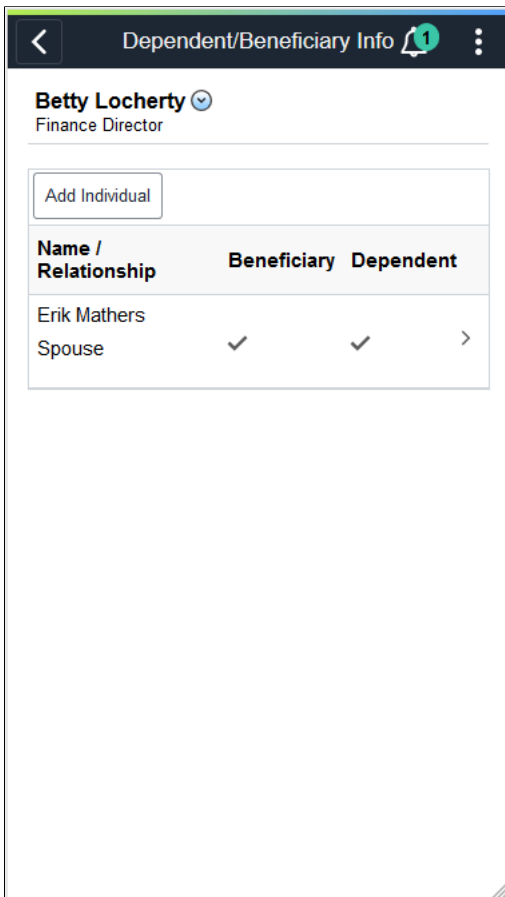 Dependent/Beneficiary Info 1
Betty Locherty
Finance Director
Add Individual
Name / Relationship Beneficiary Dependent
Erik Mathers
Spouse